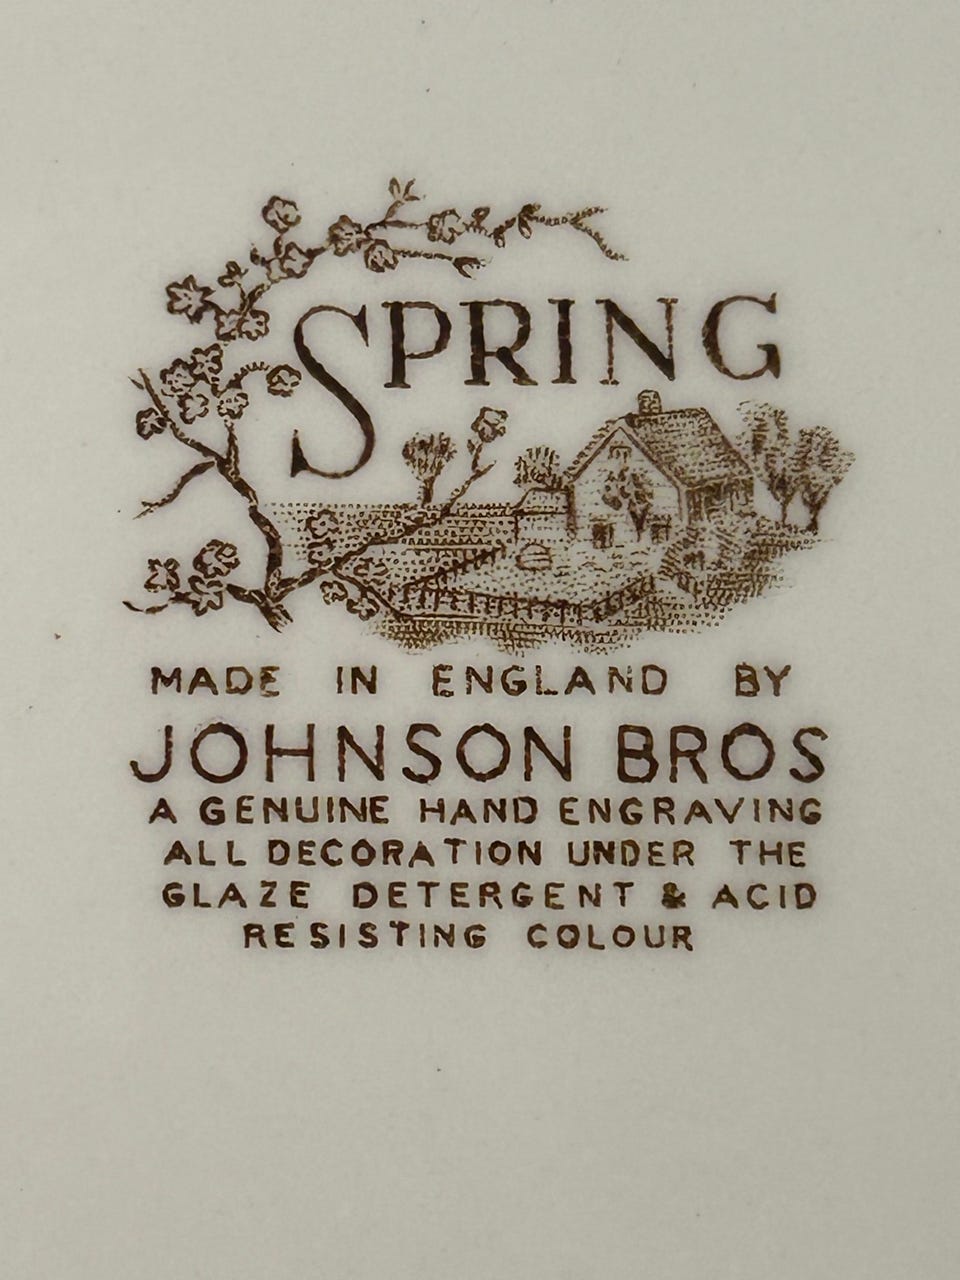 SPRING
MADE IN ENGLAND BY
JOHNSON BROS
A GENUINE HAND ENGRAVING
ALL DECORATION UNDER THE
GLAZE DETERGENT & ACID
RESISTING COLOUR